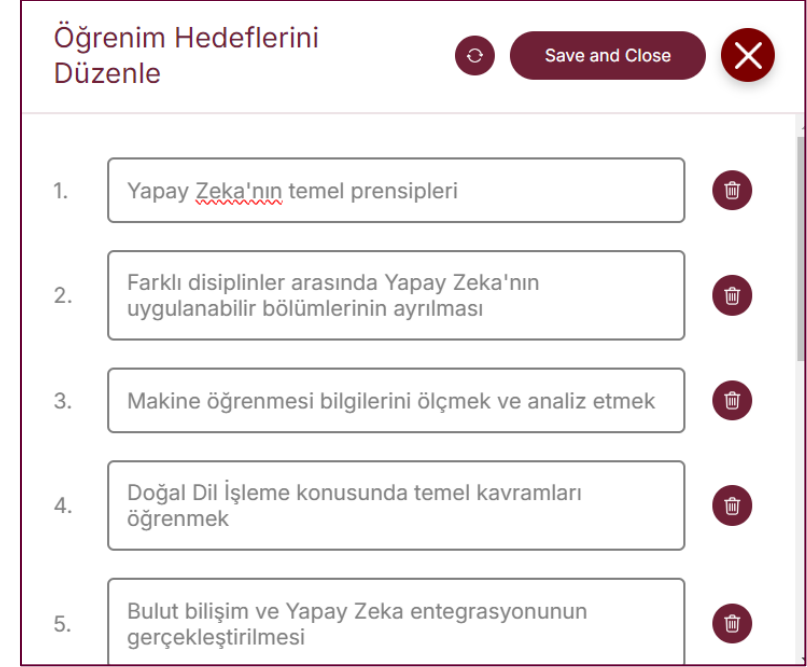 Öğrenim Hedeflerini
Düzenle
Save and Close
1. Yapay Zeka'nın temel prensipleri
2. Farklı disiplinler arasında Yapay Zeka'nın
uygulanabilir bölümlerinin ayrılması
3. Makine öğrenmesi bilgilerini ölçmek ve analiz etmek
4. Doğal Dil İşleme konusunda temel kavramları
öğrenmek
5. Bulut bilişim ve Yapay Zeka entegrasyonunun
gerçekleştirilmesi